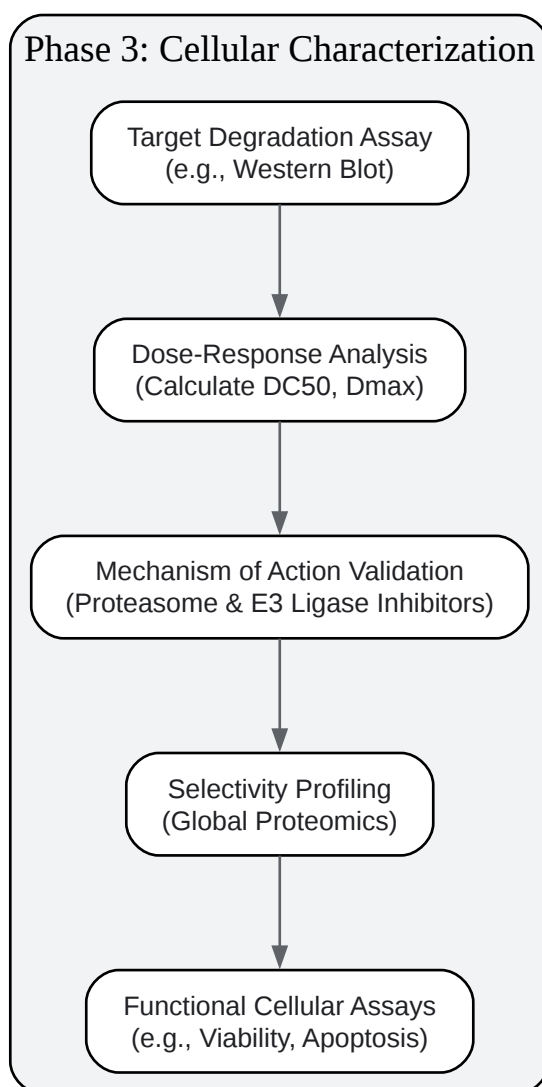 Phase 3: Cellular Characterization
Target Degradation Assay
(e.g., Western Blot)
Dose-Response Analysis
(Calculate DC50, Dmax)
Mechanism of Action Validation
(Proteasome & E3 Ligase Inhibitors)
Selectivity Profiling
(Global Proteomics)
Functional Cellular Assays
(e.g., Viability, Apoptosis)